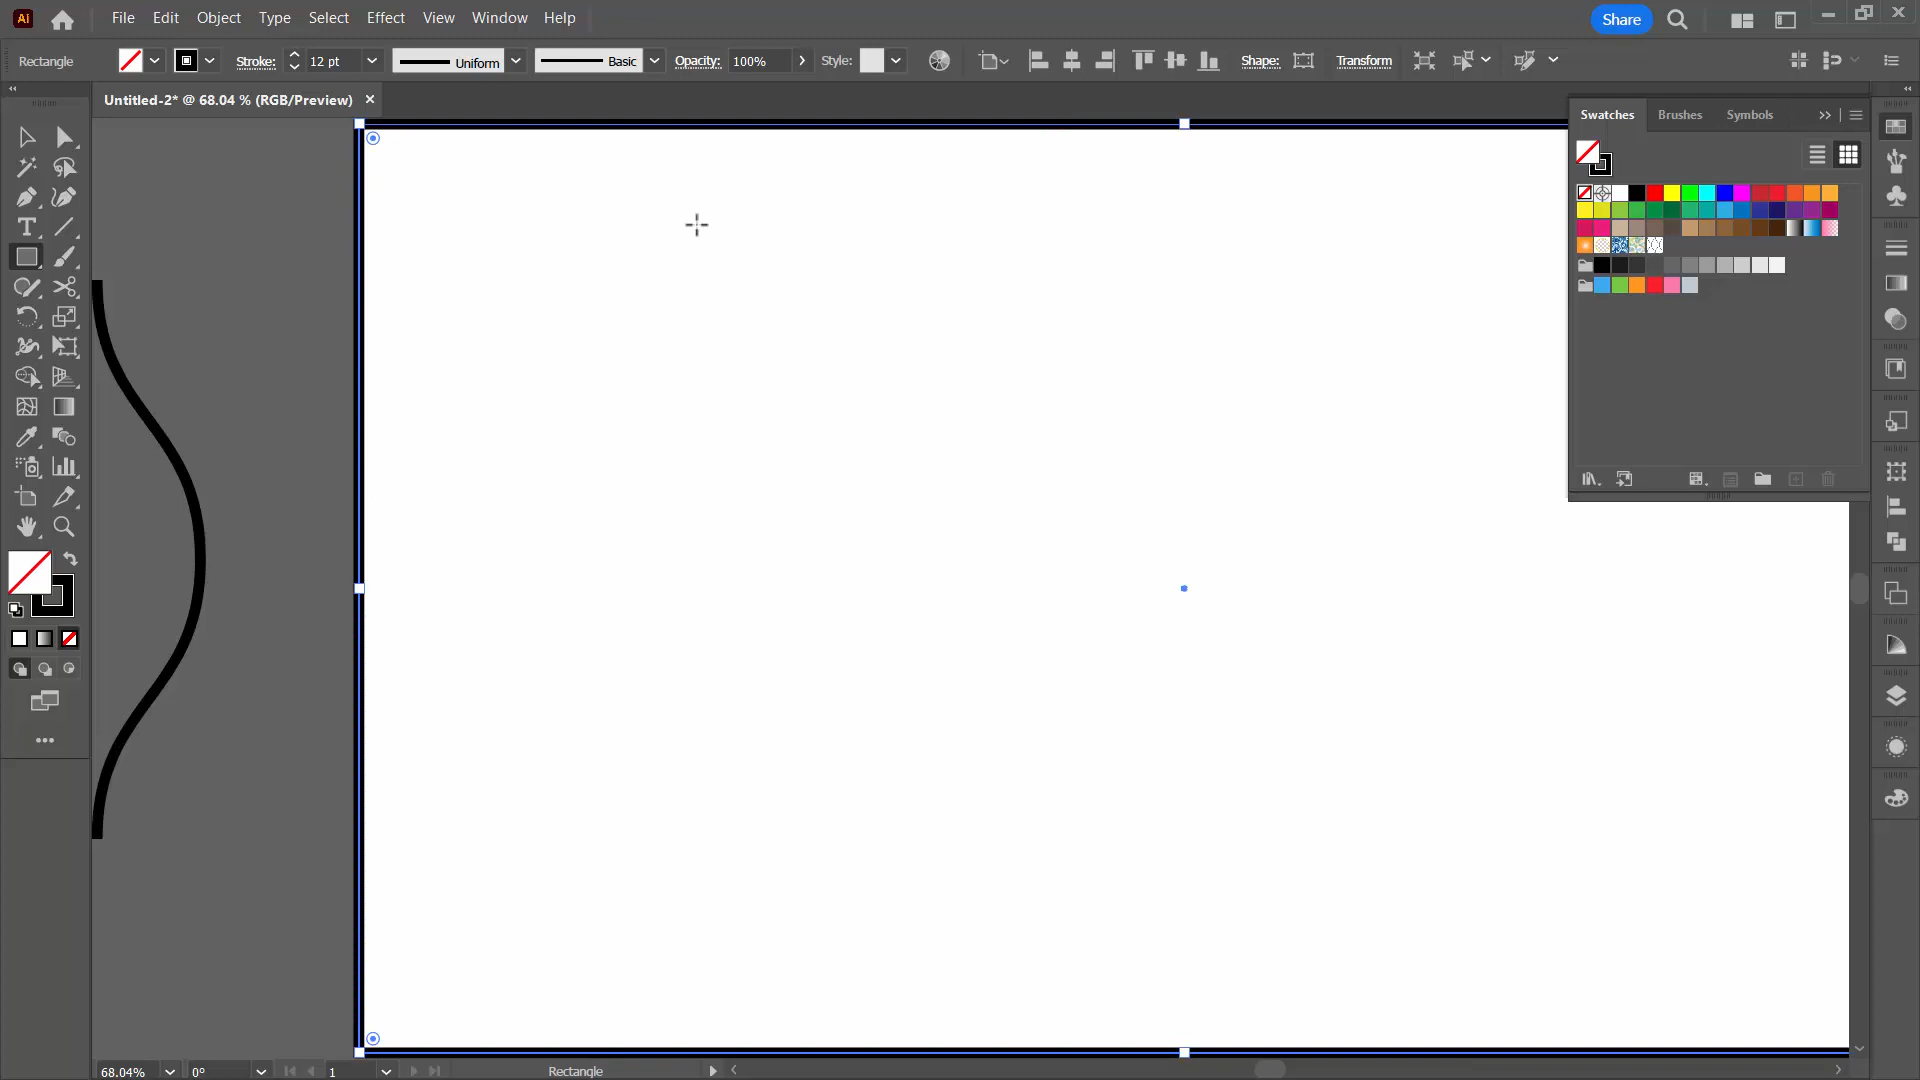 Ai File Edit Object Type Select Effect View Window Help Share
Rectangle Stroke: 12 pt Uniform Basic Opacity: 100% Style: Shape: Transform
Untitled-2* @ 68.04 % (RGB/Preview) ×
Swatches Brushes Symbols
68.04% 0° 1 Rectangle